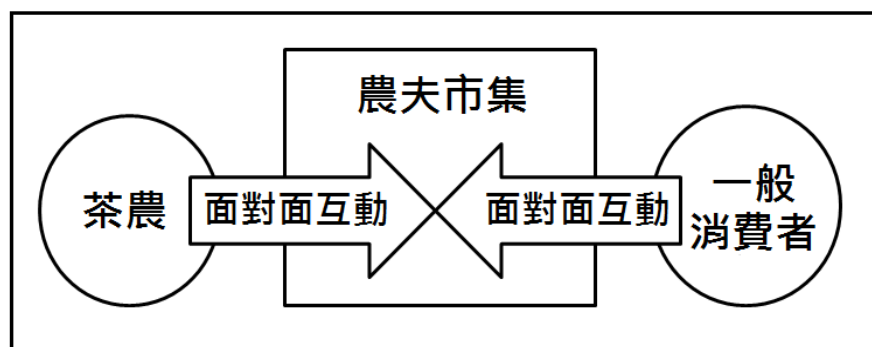 農夫市集
茶農
面對面互動
面對面互動
一般
消費者